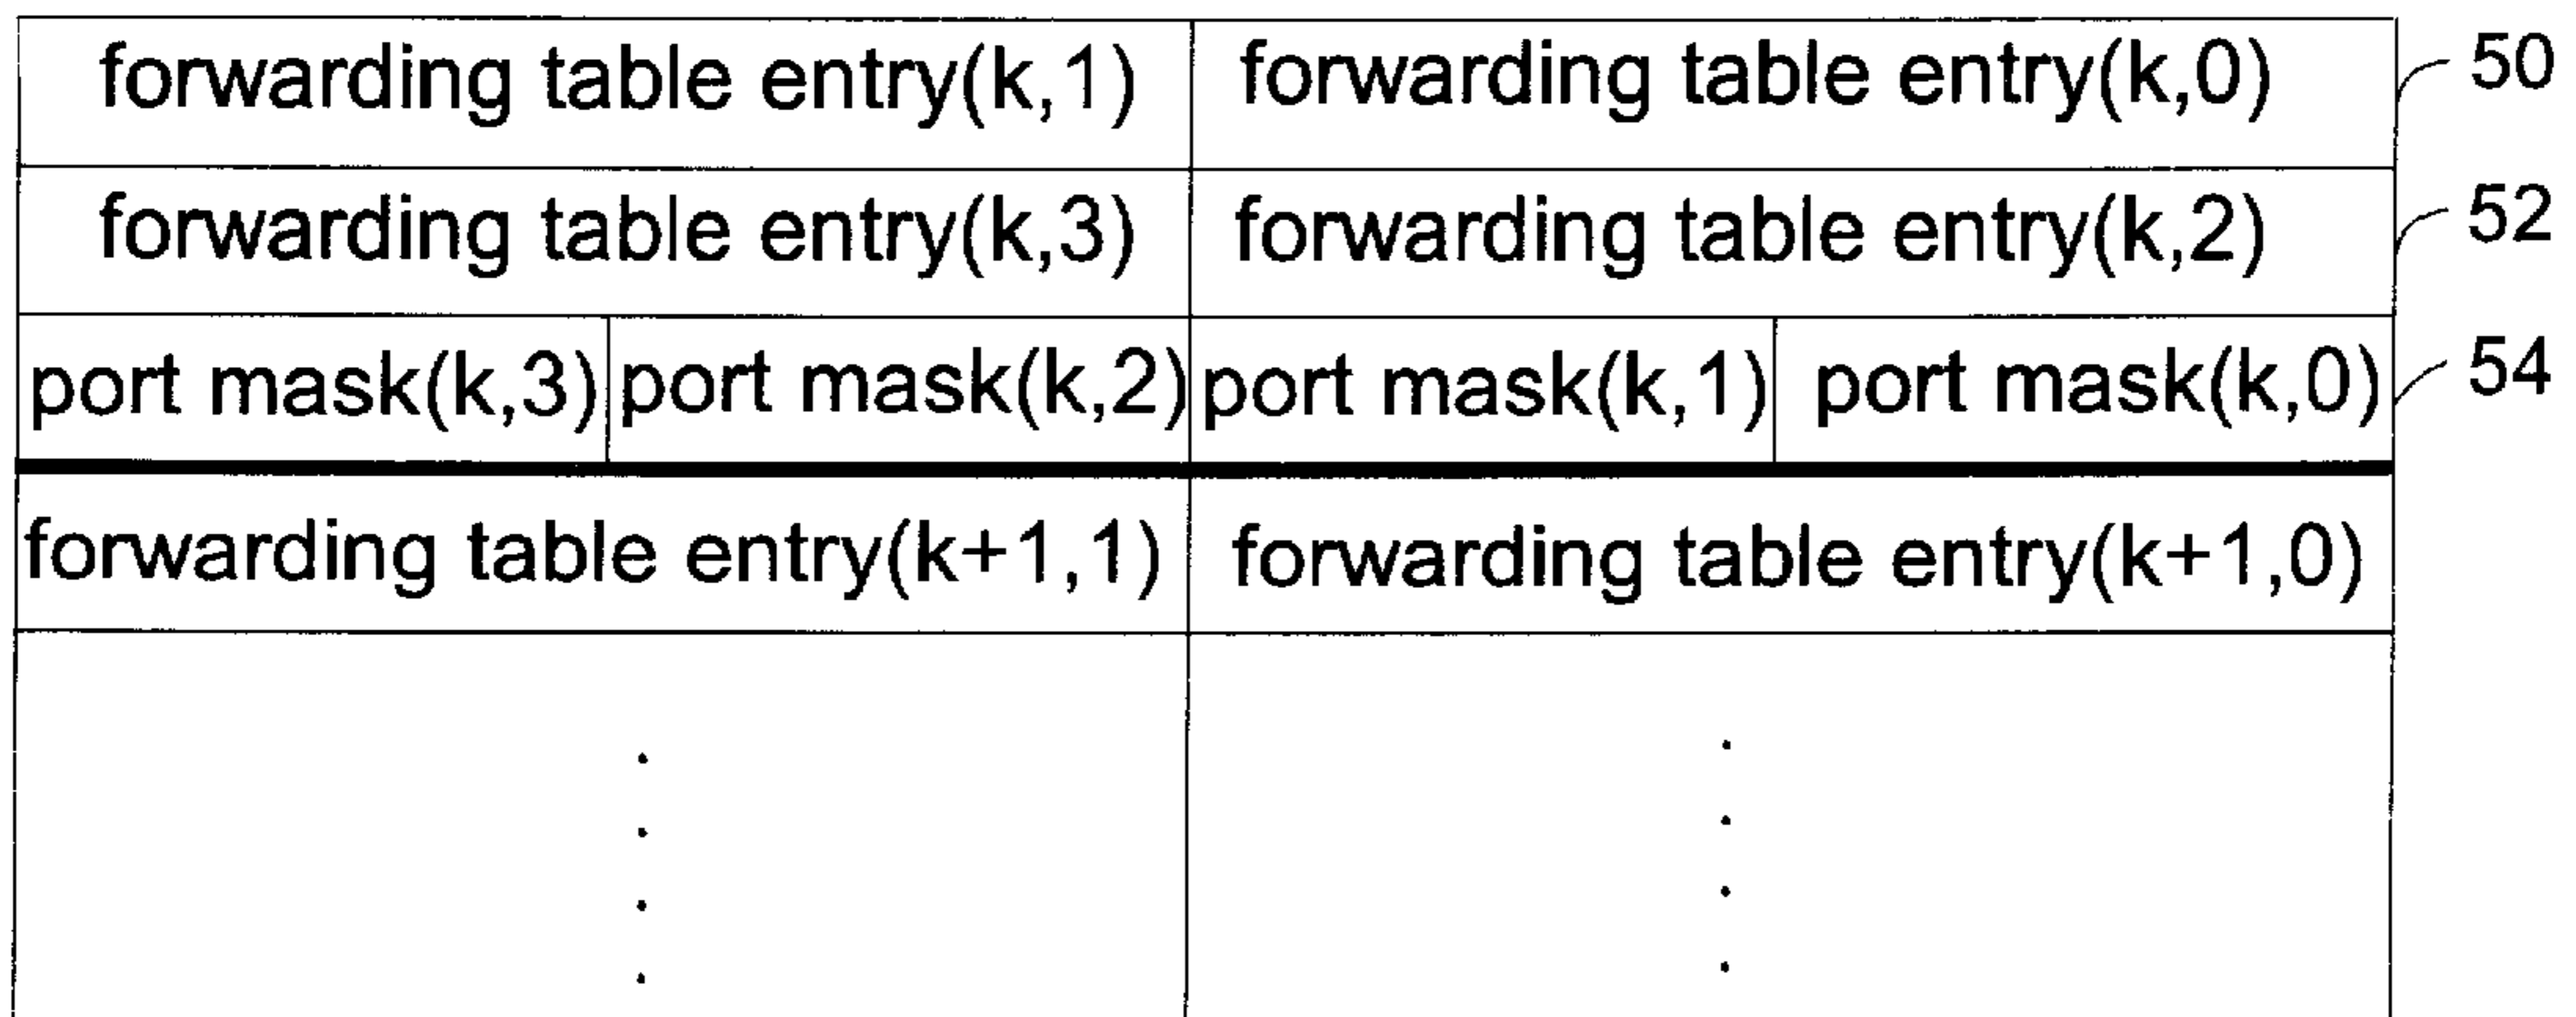 forwarding table entry(k,1) forwarding table entry(k,0) 50
forwarding table entry(k,3) forwarding table entry(k,2) 52
port mask(k,3) port mask(k,2) port mask(k,1) port mask(k,0) 54
forwarding table entry(k+1,1) forwarding table entry(k+1,0)